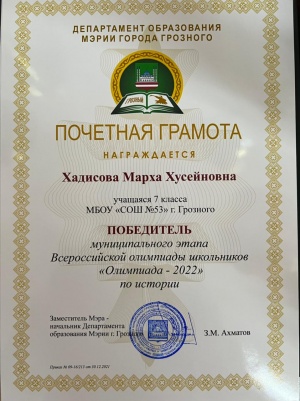 ДЕПАРТАМЕНТ ОБРАЗОВАНИЯ
МЭРИИ ГОРОДА ГРОЗНОГО
ГРОЗНЫЙ
ПОЧЕТНАЯ ГРАМОТА
НАГРАЖДАЕТСЯ
Хадисова Марха Хусейновна
учащаяся 7 класса
МБОУ «СОШ №53» г. Грозного
ПОБЕДИТЕЛЬ
муниципального этапа
Всероссийской олимпиады школьников
«Олимпиада - 2022»
по истории
Заместитель Мэра -
начальник Департамента
образования Мэрии г. Грозного
З.М. Ахматов